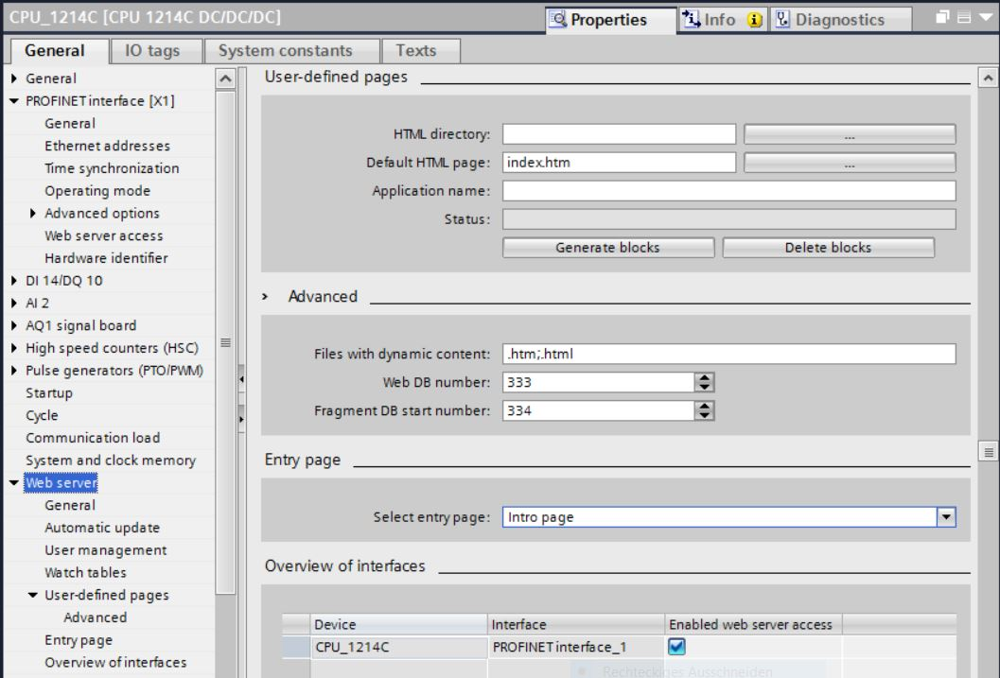 CPU_1214C [CPU 1214C DC/DC/DC]
Properties
Info
Diagnostics
General
IO tags
System constants
Texts
General
PROFINET interface [X1]
General
Ethernet addresses
Time synchronization
Operating mode
Advanced options
Web server access
Hardware identifier
DI 14/DQ 10
AI 2
AQ1 signal board
High speed counters (HSC)
Pulse generators (PTO/PWM)
Startup
Cycle
Communication load
System and clock memory
Web server
General
Automatic update
User management
Watch tables
User-defined pages
Advanced
Entry page
Overview of interfaces
User-defined pages
HTML directory:
...
Default HTML page: index.htm
...
Application name:
Status:
Generate blocks
Delete blocks
Advanced
Files with dynamic content: .htm;.html
Web DB number: 333
Fragment DB start number: 334
Entry page
Select entry page: Intro page
Overview of interfaces
Device Interface Enabled web server access
CPU_1214C PROFINET interface_1
Rechteckiges Ausschneiden